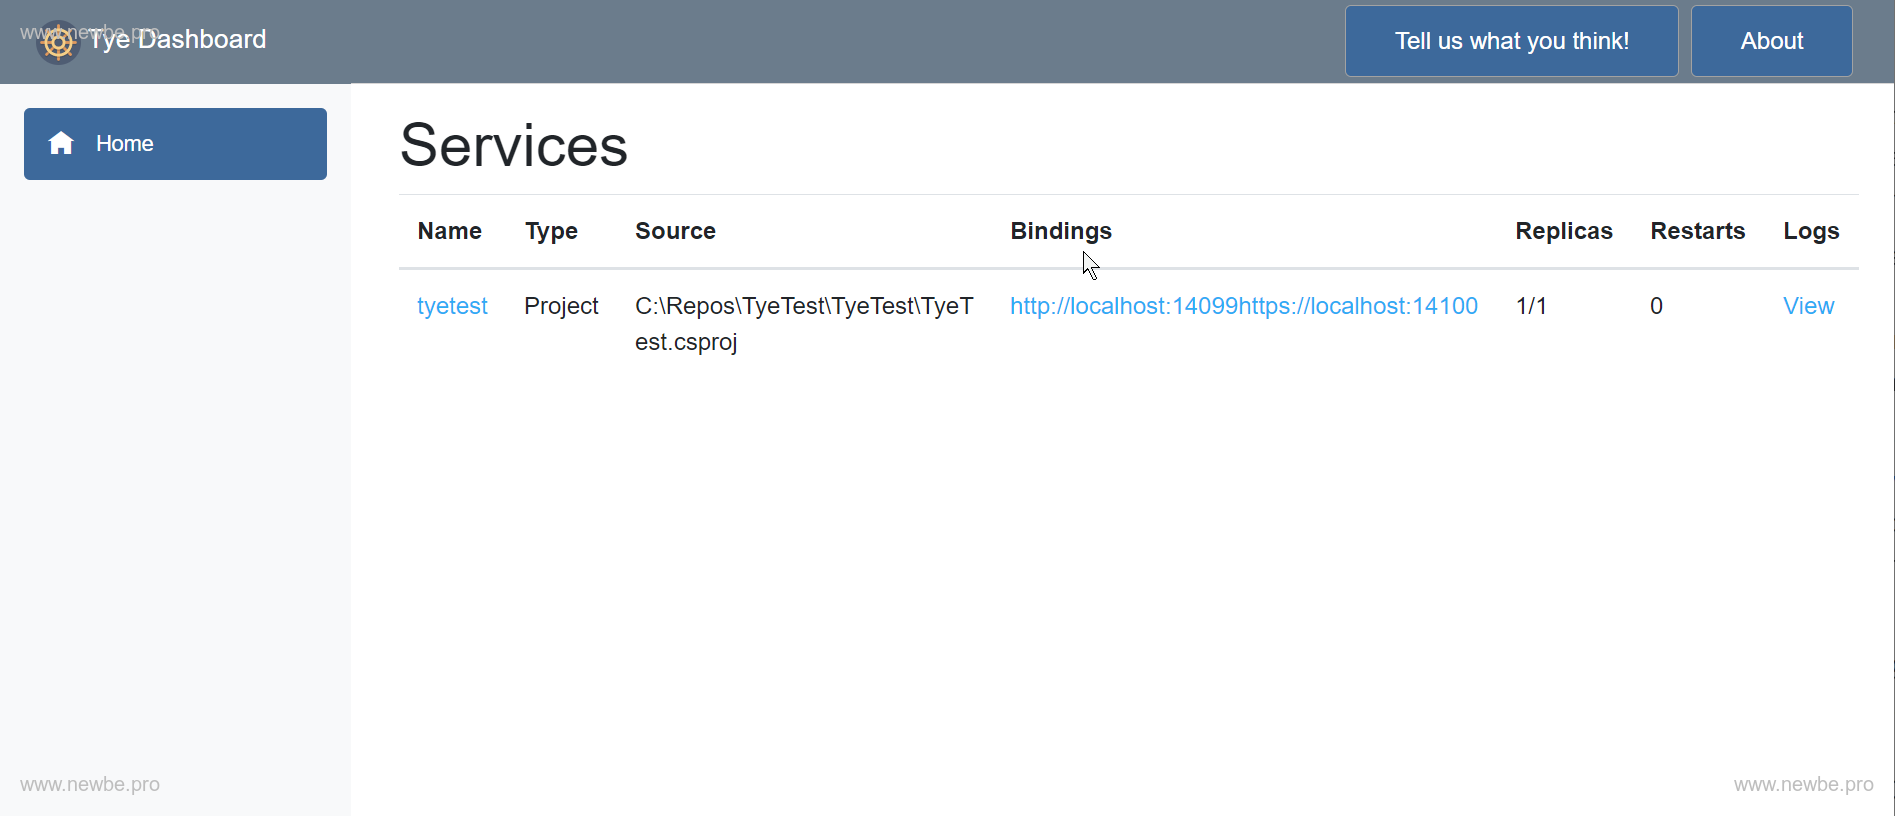 www.newbe.pro
Tye Dashboard
Tell us what you think!
About
Home
Services
Name Type Source Bindings Replicas Restarts Logs
tyetest Project C:\Repos\TyeTest\TyeTest\TyeT http://localhost:14099https://localhost:14100 1/1 0 View
est.csproj
www.newbe.pro
www.newbe.pro